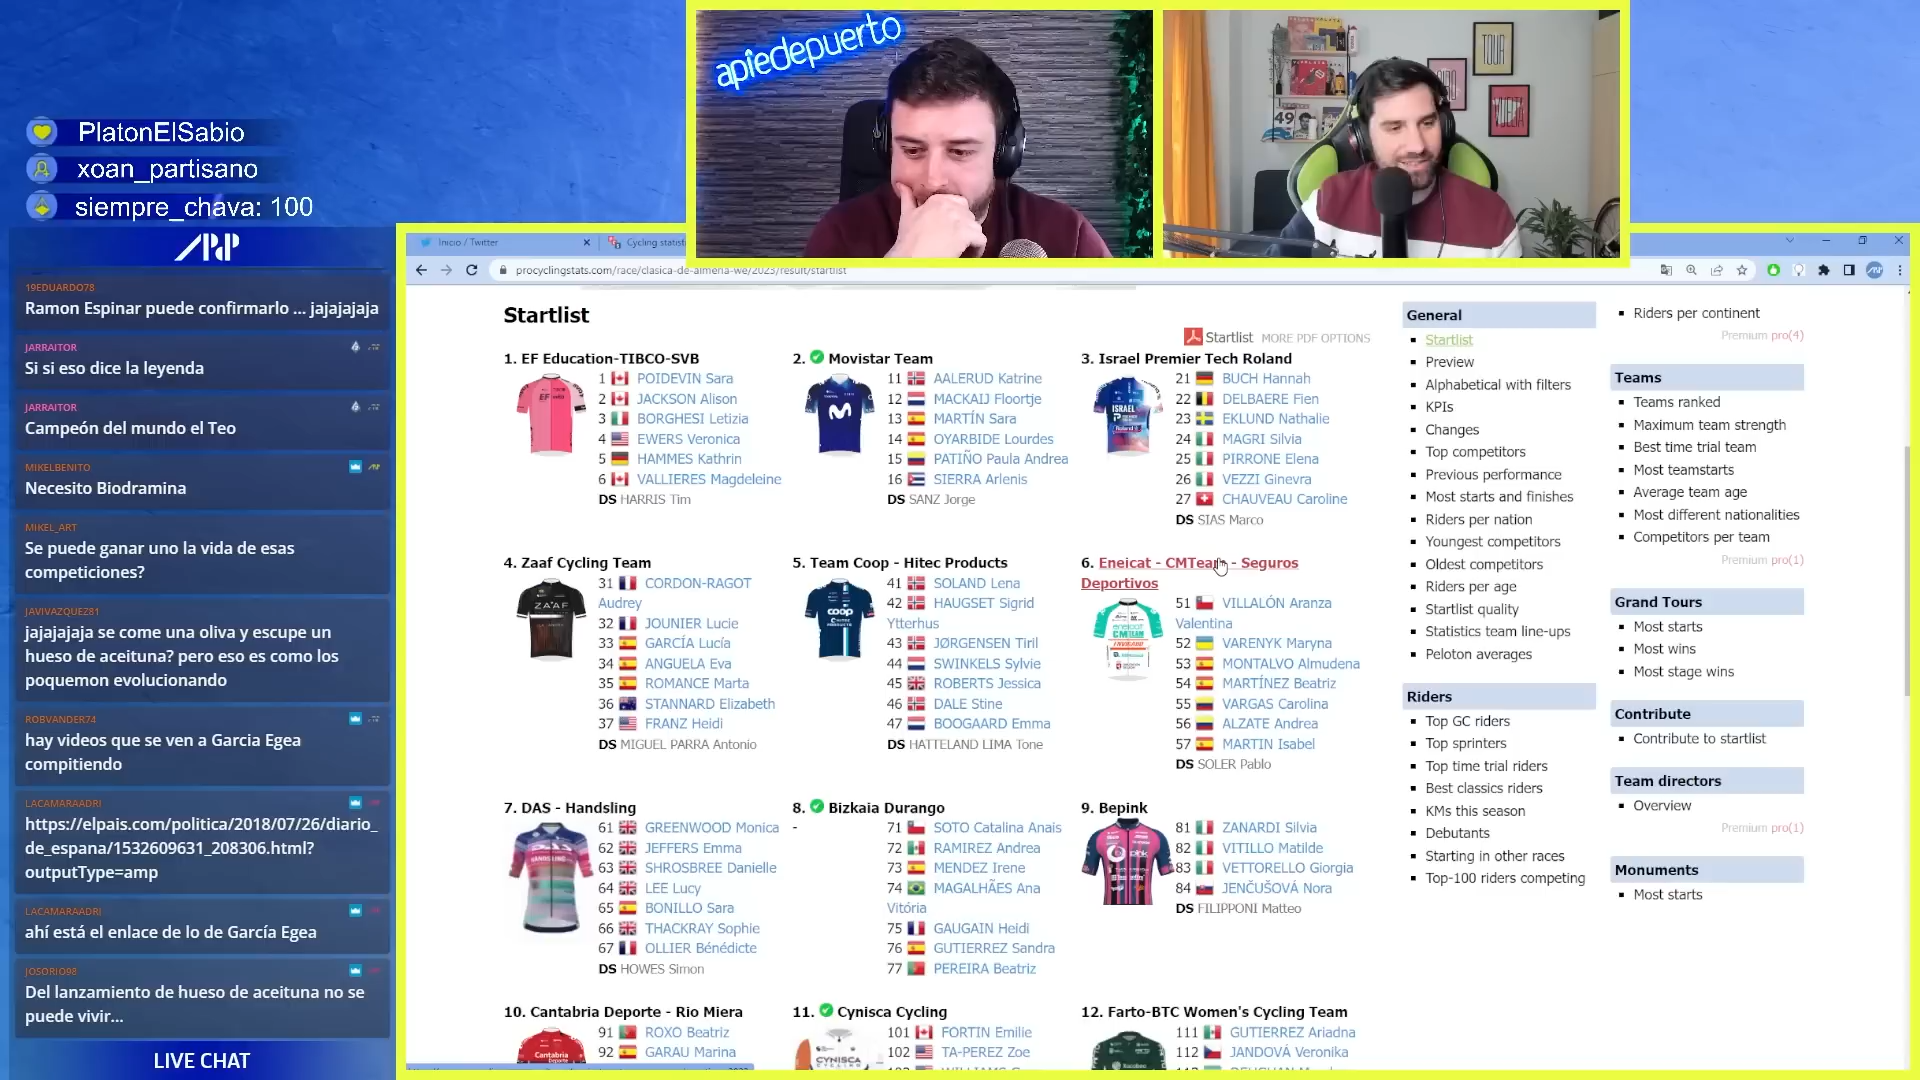 PlatonElSabio
xoan_partisano
siempre_chava: 100
19EDUARDO78
Ramon Espinar puede confirmarlo ... jajajajaja
JARRAITOR
Si si eso dice la leyenda
JARRAITOR
Campeón del mundo el Teo
MIKELBENITO
Necesito Biodramina
MIKEL_ART
Se puede ganar uno la vida de esas
competiciones?
JAVIVAZQUEZ81
jajajajaja se come una oliva y escupe un
hueso de aceituna? pero eso es como los
poquemon evolucionando
ROBVANDER74
hay videos que se ven a Garcia Egea
compitiendo
LACAMARAADRI
https://elpais.com/politica/2018/07/26/diario_
de_espana/1532609631_208306.html?
outputType=amp
LACAMARAADRI
ahí está el enlace de lo de García Egea
JOSORIO98
Del lanzamiento de hueso de aceituna no se
puede vivir...
LIVE CHAT
apiedepuerto
TOUR
49
Inicio / Twitter
Cycling statisti
procyclingstats.com/race/clasica-de-almeria-we/2023/result/startlist
Startlist
Startlist MORE PDF OPTIONS
1. EF Education-TIBCO-SVB
1 POIDEVIN Sara
2 JACKSON Alison
3 BORGHESI Letizia
4 EWERS Veronica
5 HAMMES Kathrin
6 VALLIERES Magdeleine
DS HARRIS Tim
2. Movistar Team
11 AALERUD Katrine
12 MACKAIJ Floortje
13 MARTÍN Sara
14 OYARBIDE Lourdes
15 PATIÑO Paula Andrea
16 SIERRA Arlenis
DS SANZ Jorge
3. Israel Premier Tech Roland
ISRAEL
21 BUCH Hannah
22 DELBAERE Fien
23 EKLUND Nathalie
24 MAGRI Silvia
25 PIRRONE Elena
26 VEZZI Ginevra
27 CHAUVEAU Caroline
DS SIAS Marco
4. Zaaf Cycling Team
ZAAF
31 CORDON-RAGOT
Audrey
32 JOUNIER Lucie
33 GARCÍA Lucía
34 ANGUELA Eva
35 ROMANCE Marta
36 STANNARD Elizabeth
37 FRANZ Heidi
DS MIGUEL PARRA Antonio
5. Team Coop - Hitec Products
coop
41 SOLAND Lena
42 HAUGSET Sigrid
Ytterhus
43 JØRGENSEN Tiril
44 SWINKELS Sylvie
45 ROBERTS Jessica
46 DALE Stine
47 BOOGAARD Emma
DS HATTELAND LIMA Tone
6. Eneicat - CMTeam - Seguros
Deportivos
51 VILLALÓN Aranza
Valentina
52 VARENYK Maryna
53 MONTALVO Almudena
54 MARTÍNEZ Beatriz
55 VARGAS Carolina
56 ALZATE Andrea
57 MARTIN Isabel
DS SOLER Pablo
7. DAS - Handsling
61 GREENWOOD Monica
62 JEFFERS Emma
63 SHROSBREE Danielle
64 LEE Lucy
65 BONILLO Sara
66 THACKRAY Sophie
67 OLLIER Bénédicte
DS HOWES Simon
8. Bizkaia Durango
-
71 SOTO Catalina Anais
72 RAMIREZ Andrea
73 MENDEZ Irene
74 MAGALHÃES Ana
Vitória
75 GAUGAIN Heidi
76 GUTIERREZ Sandra
77 PEREIRA Beatriz
9. Bepink
81 ZANARDI Silvia
82 VITILLO Matilde
83 VETTORELLO Giorgia
84 JENČUŠOVÁ Nora
DS FILIPPONI Matteo
10. Cantabria Deporte - Rio Miera
Cantabria
91 ROXO Beatriz
92 GARAU Marina
11. Cynisca Cycling
CYNISCA
101 FORTIN Emilie
102 TA-PEREZ Zoe
12. Farto-BTC Women's Cycling Team
111 GUTIERREZ Ariadna
112 JANDOVÁ Veronika
General
Startlist
Preview
Alphabetical with filters
KPIs
Changes
Top competitors
Previous performance
Most starts and finishes
Riders per nation
Youngest competitors
Oldest competitors
Riders per age
Startlist quality
Statistics team line-ups
Peloton averages
Riders
Top GC riders
Top sprinters
Top time trial riders
Best classics riders
KMs this season
Debutants
Starting in other races
Top-100 riders competing
Riders per continent
Premium pro(4)
Teams
Teams ranked
Maximum team strength
Best time trial team
Most teamstarts
Average team age
Most different nationalities
Competitors per team
Premium pro(1)
Grand Tours
Most starts
Most wins
Most stage wins
Contribute
Contribute to startlist
Team directors
Overview
Premium pro(1)
Monuments
Most starts